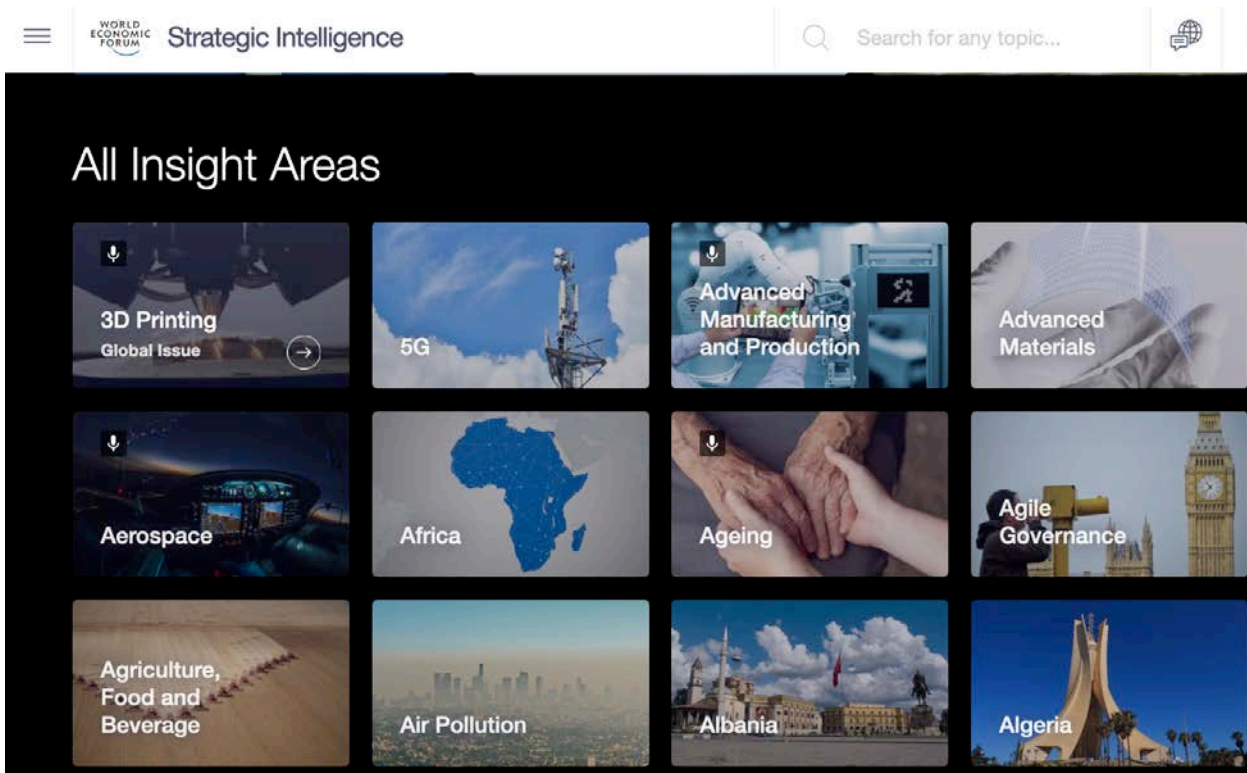 WORLD
ECONOMIC
FORUM
Strategic Intelligence
Search for any topic...
All Insight Areas
3D Printing
Global Issue
5G
Advanced
Manufacturing
and Production
Advanced
Materials
Aerospace
Africa
Ageing
Agile
Governance
Agriculture,
Food and
Beverage
Air Pollution
Albania
Algeria